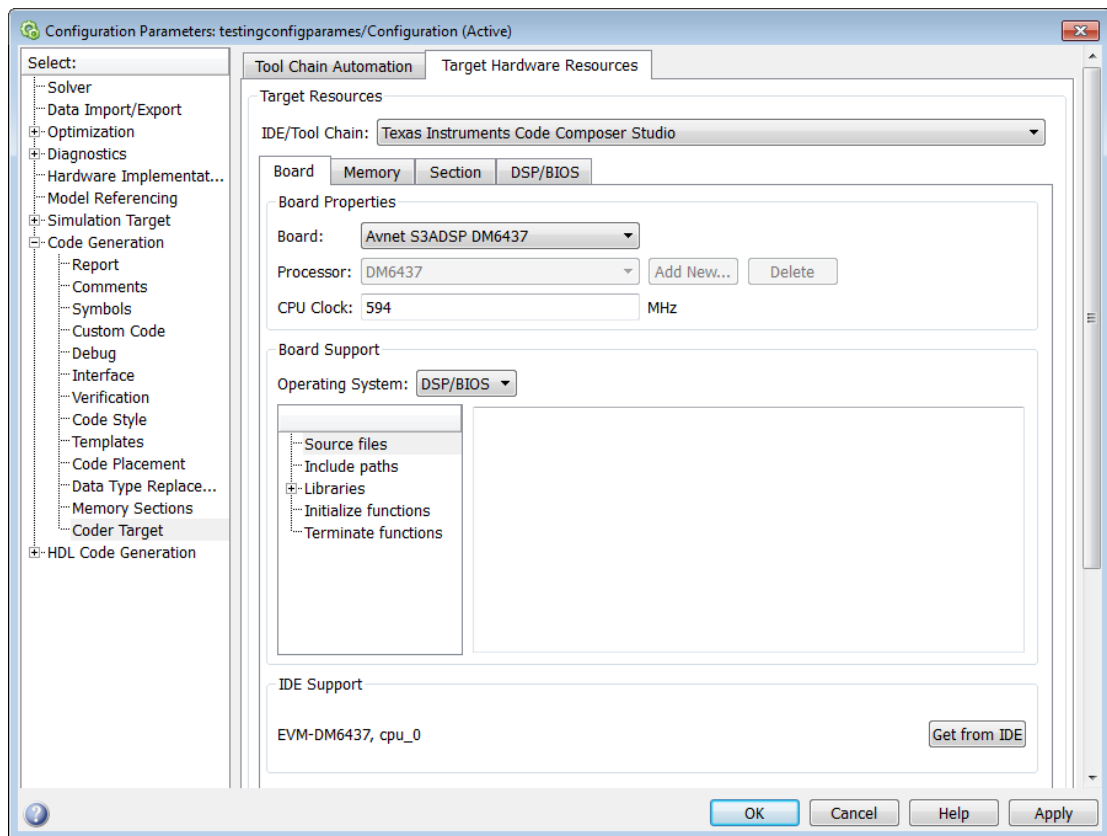 Configuration Parameters: testingconfigparames/Configuration (Active)
Select:
Solver
Data Import/Export
Optimization
Diagnostics
Hardware Implementat...
Model Referencing
Simulation Target
Code Generation
Report
Comments
Symbols
Custom Code
Debug
Interface
Verification
Code Style
Templates
Code Placement
Data Type Replace...
Memory Sections
Coder Target
HDL Code Generation
Tool Chain Automation Target Hardware Resources
Target Resources
IDE/Tool Chain: Texas Instruments Code Composer Studio
Board Memory Section DSP/BIOS
Board Properties
Board: Avnet S3ADSP DM6437
Processor: DM6437 Add New... Delete
CPU Clock: 594 MHz
Board Support
Operating System: DSP/BIOS
Source files
Include paths
Libraries
Initialize functions
Terminate functions
IDE Support
EVM-DM6437, cpu_0 Get from IDE
OK Cancel Help Apply